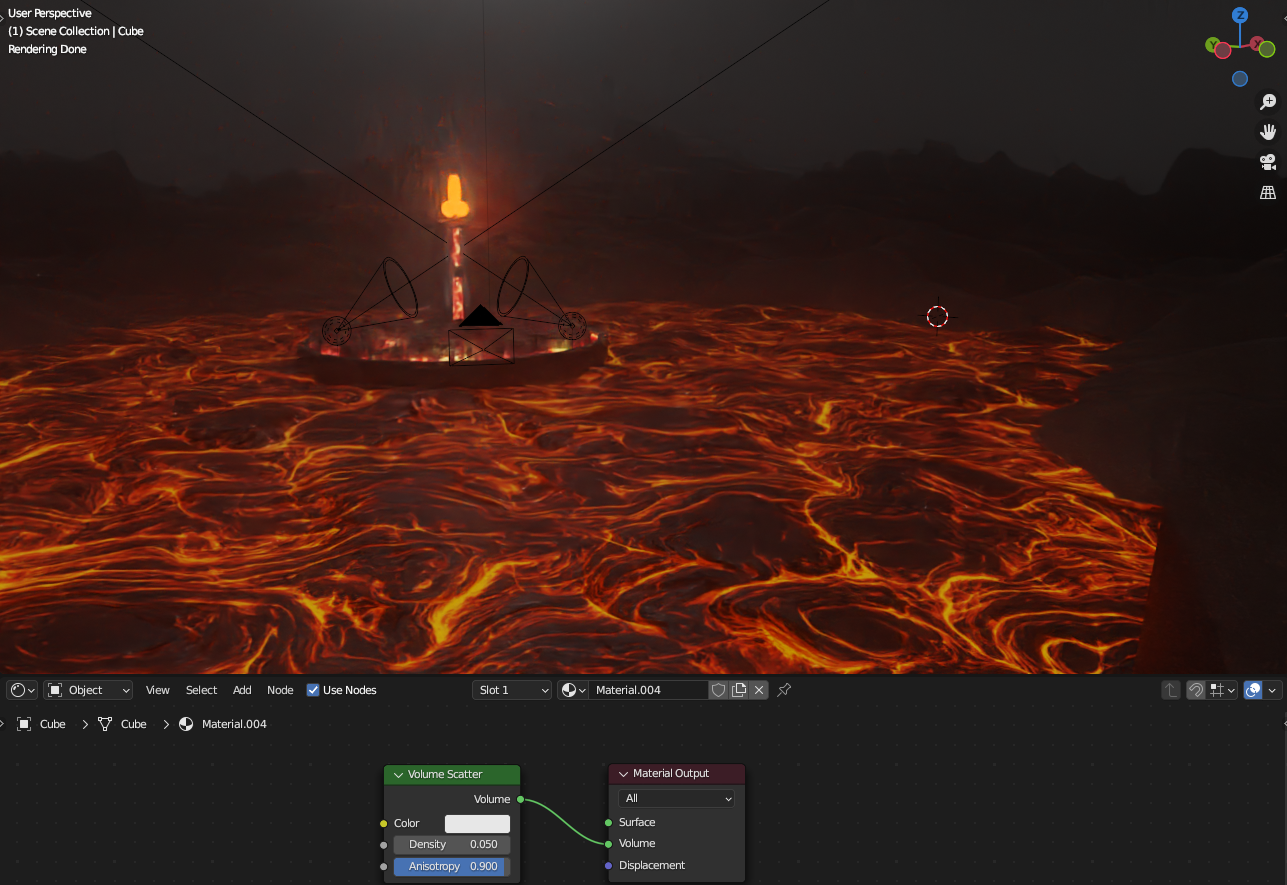 User Perspective
(1) Scene Collection | Cube
Rendering Done
Z
Y
X
Object View Select Add Node Use Nodes Slot 1 Material.004
Cube Cube Material.004
Volume Scatter
Volume
Color
Density 0.050
Anisotropy 0.900
Material Output
All
Surface
Volume
Displacement